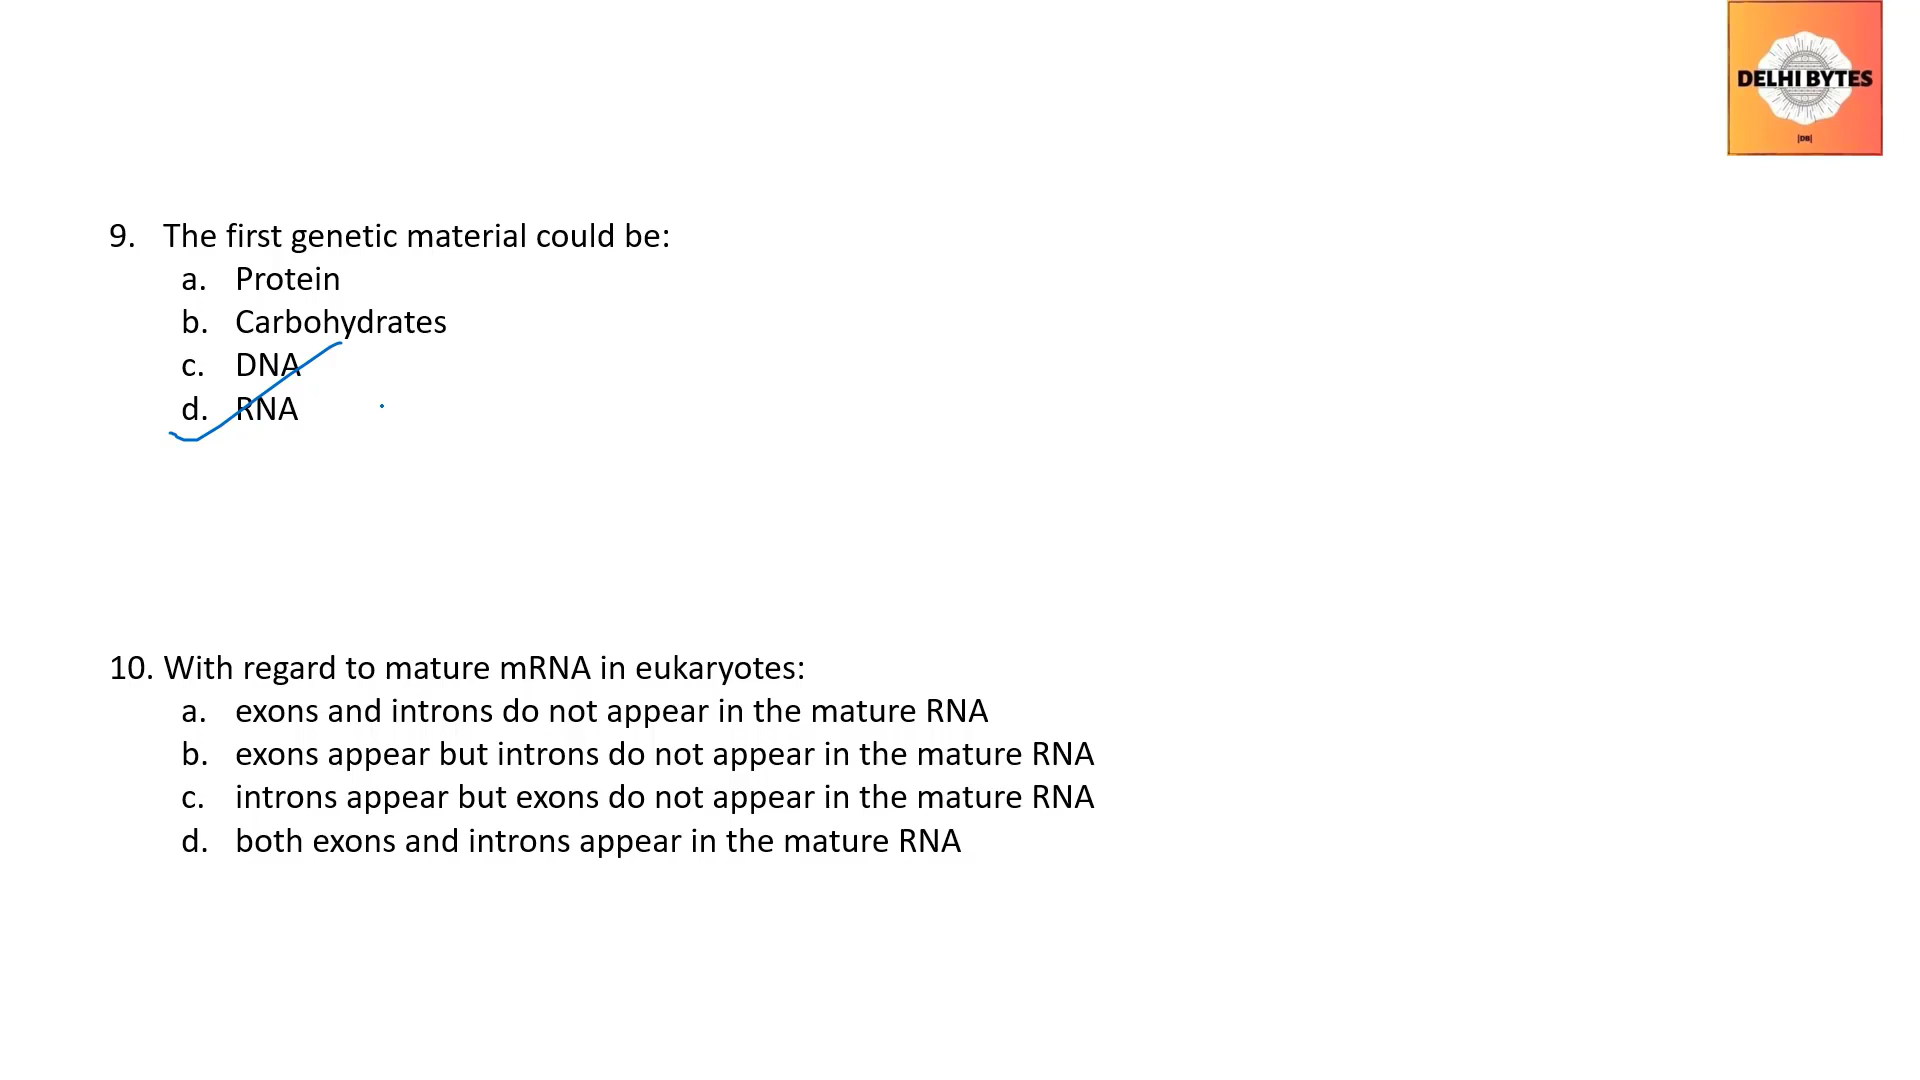 DELHI BYTES
|DB|
9. The first genetic material could be:
a. Protein
b. Carbohydrates
c. DNA
d. RNA
10. With regard to mature mRNA in eukaryotes:
a. exons and introns do not appear in the mature RNA
b. exons appear but introns do not appear in the mature RNA
c. introns appear but exons do not appear in the mature RNA
d. both exons and introns appear in the mature RNA